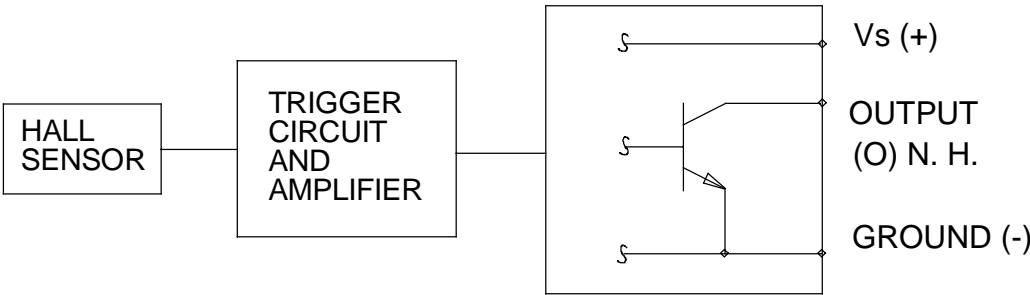 HALL
SENSOR
TRIGGER
CIRCUIT
AND
AMPLIFIER
Vs (+)
OUTPUT
(O) N. H.
GROUND (-)